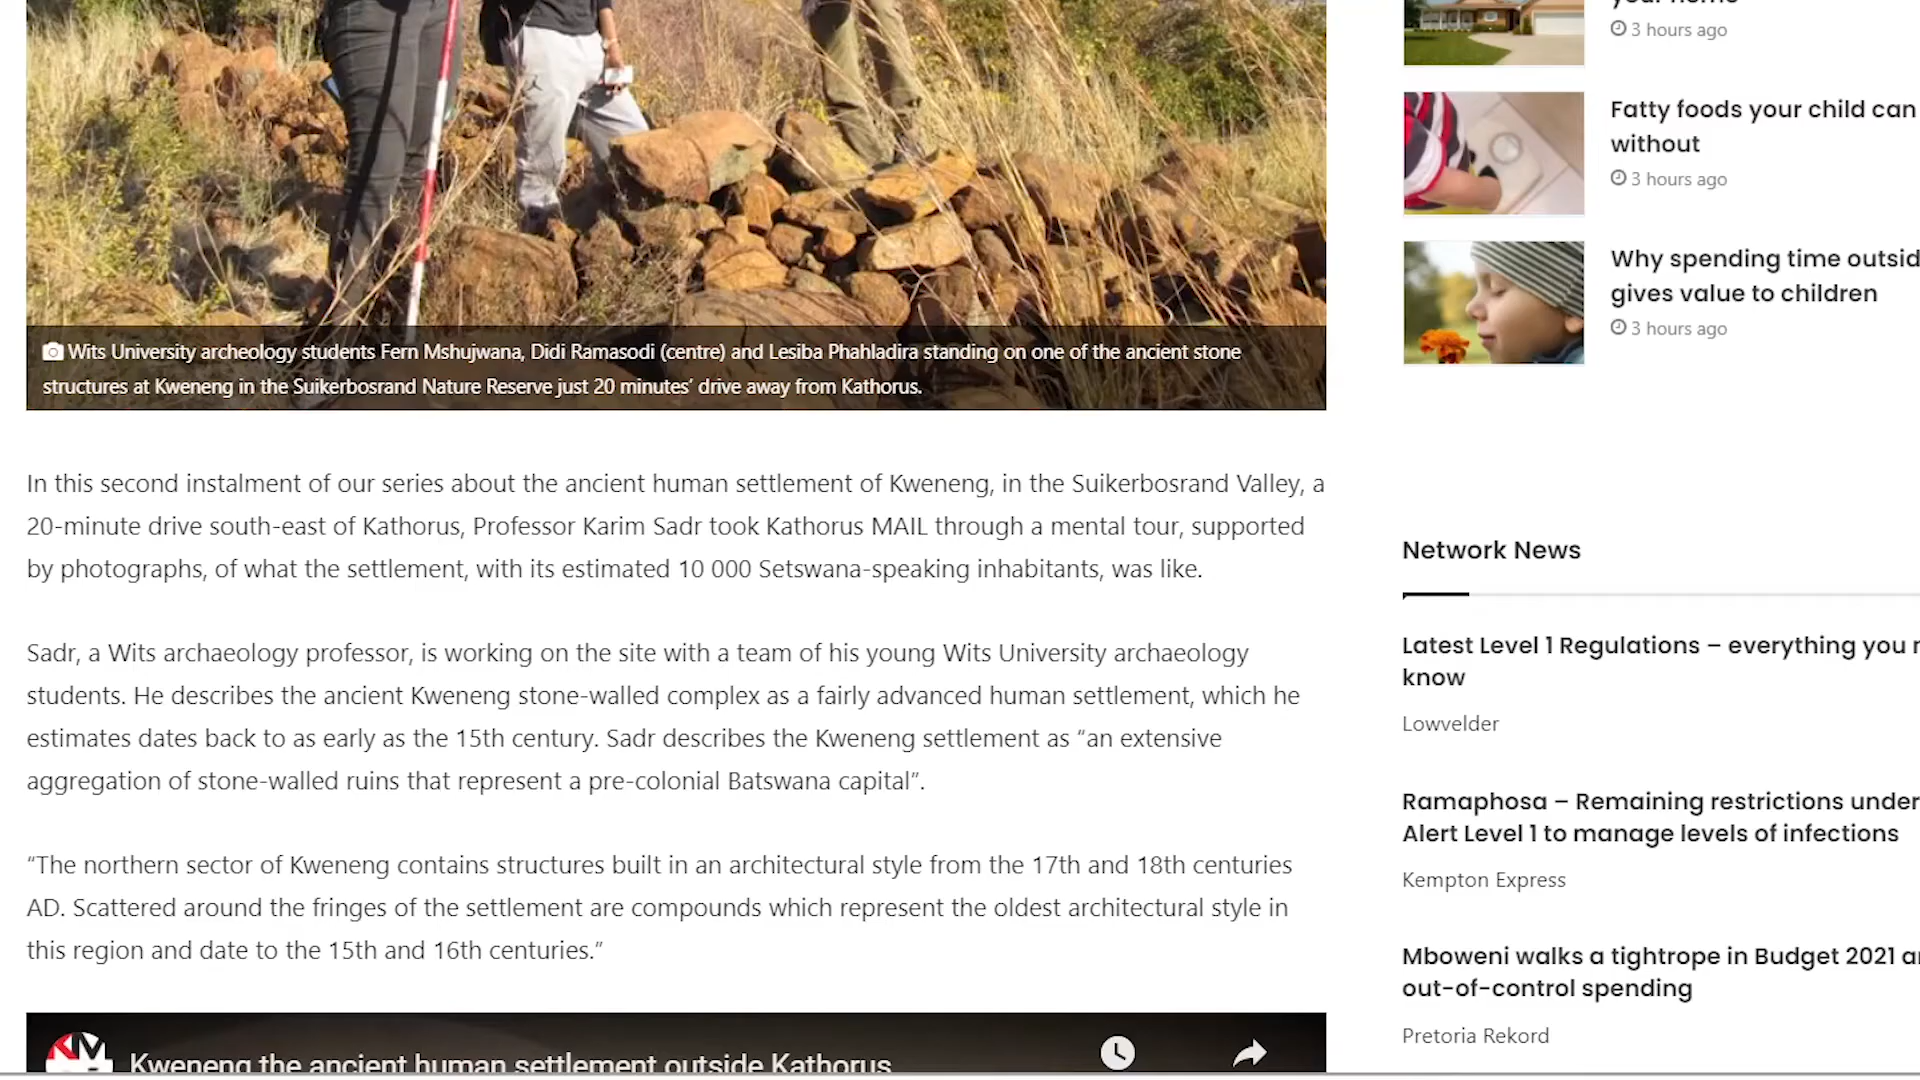 your home
3 hours ago
Fatty foods your child can
without
3 hours ago
Why spending time outsid
gives value to children
3 hours ago
Wits University archeology students Fern Mshujwana, Didi Ramasodi (centre) and Lesiba Phahladira standing on one of the ancient stone
structures at Kweneng in the Suikerbosrand Nature Reserve just 20 minutes’ drive away from Kathorus.
In this second instalment of our series about the ancient human settlement of Kweneng, in the Suikerbosrand Valley, a
20-minute drive south-east of Kathorus, Professor Karim Sadr took Kathorus MAIL through a mental tour, supported
by photographs, of what the settlement, with its estimated 10 000 Setswana-speaking inhabitants, was like.
Sadr, a Wits archaeology professor, is working on the site with a team of his young Wits University archaeology
students. He describes the ancient Kweneng stone-walled complex as a fairly advanced human settlement, which he
estimates dates back to as early as the 15th century. Sadr describes the Kweneng settlement as “an extensive
aggregation of stone-walled ruins that represent a pre-colonial Batswana capital”.
“The northern sector of Kweneng contains structures built in an architectural style from the 17th and 18th centuries
AD. Scattered around the fringes of the settlement are compounds which represent the oldest architectural style in
this region and date to the 15th and 16th centuries.”
KM
Kweneng the ancient human settlement outside Kathorus
Network News
Latest Level 1 Regulations – everything you
know
Lowvelder
Ramaphosa – Remaining restrictions under
Alert Level 1 to manage levels of infections
Kempton Express
Mboweni walks a tightrope in Budget 2021
out-of-control spending
Pretoria Rekord